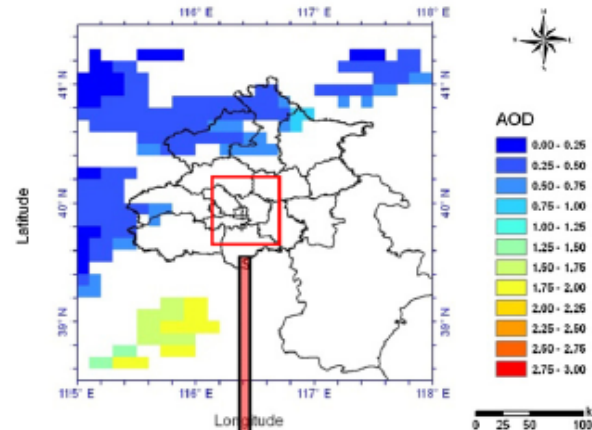 116° E 117° E 118° E
AOD
0.00 - 0.25
0.25 - 0.50
0.50 - 0.75
0.75 - 1.00
1.00 - 1.25
1.25 - 1.50
1.50 - 1.75
1.75 - 2.00
2.00 - 2.25
2.25 - 2.50
2.50 - 2.75
2.75 - 3.00
41° N 41° N
Latitude
40° N 40° N
39° N 39° N
115° E 116° E 117° E 118° E
Longitude
0 25 50 100